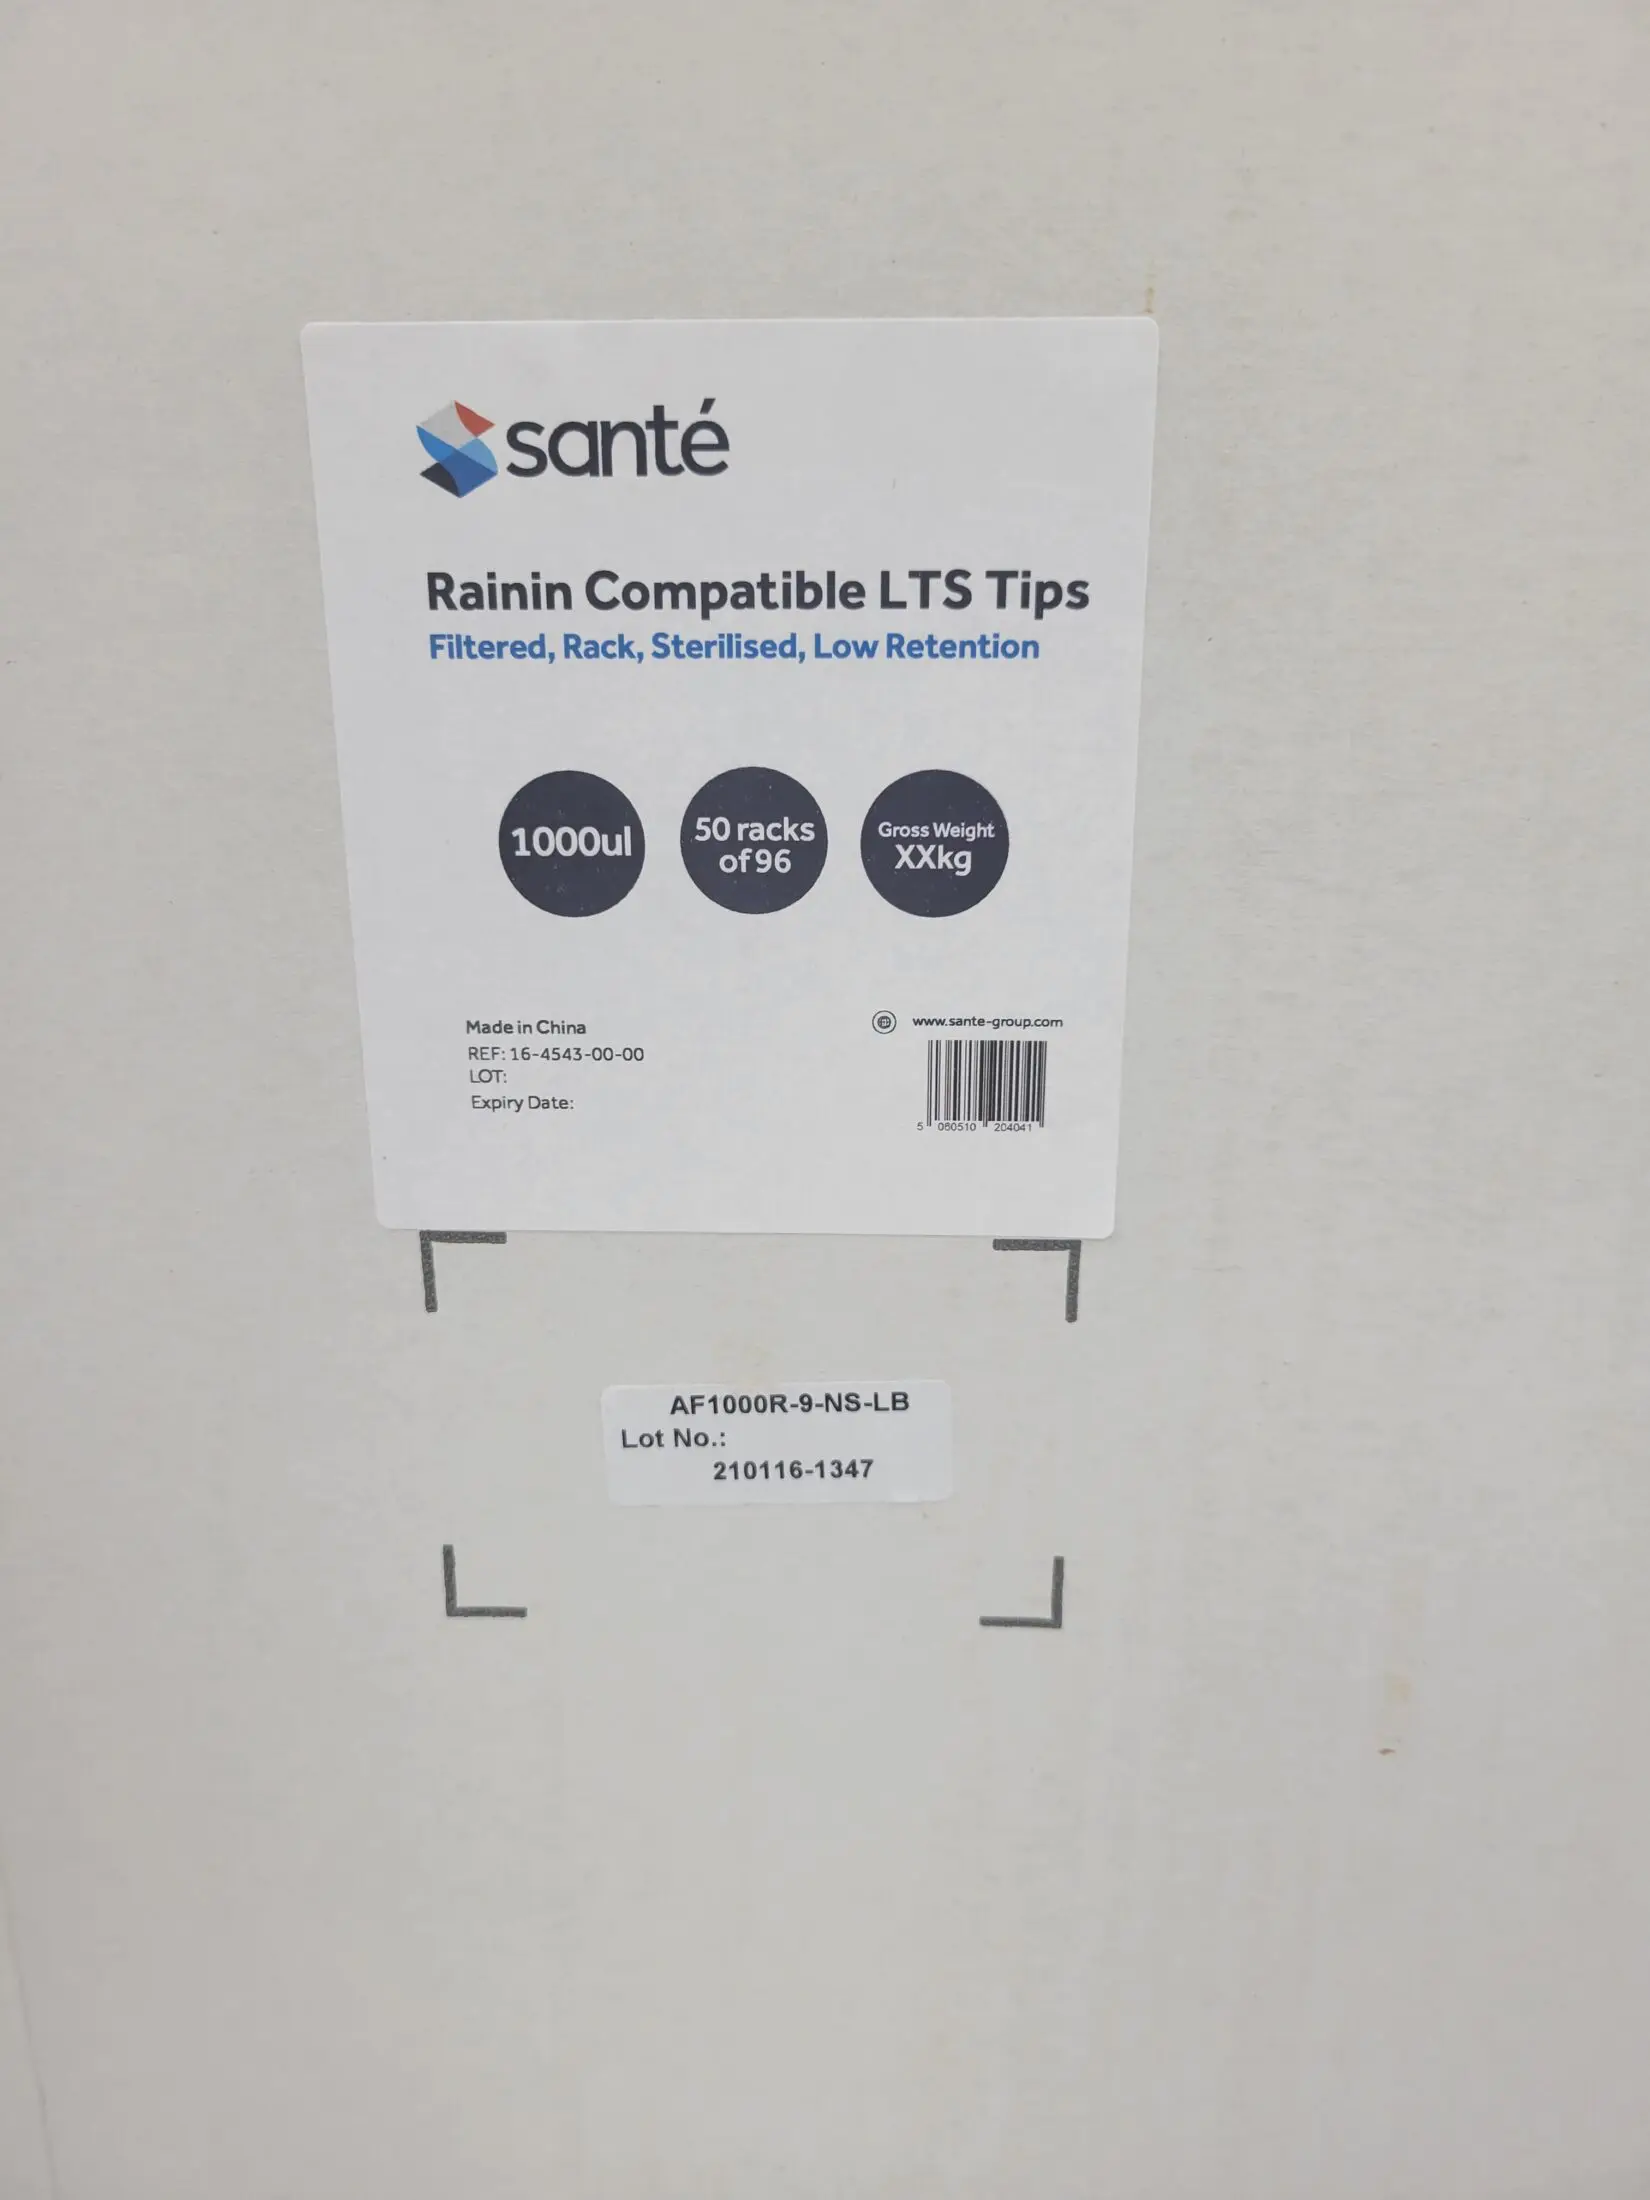 santé
Rainin Compatible LTS Tips
Filtered, Rack, Sterilised, Low Retention
1000ul
50 racks
of 96
Gross Weight
XXkg
Made in China
REF: 16-4543-00-00
LOT:
Expiry Date:
www.sante-group.com
5 060510 204041
AF1000R-9-NS-LB
Lot No.:
210116-1347